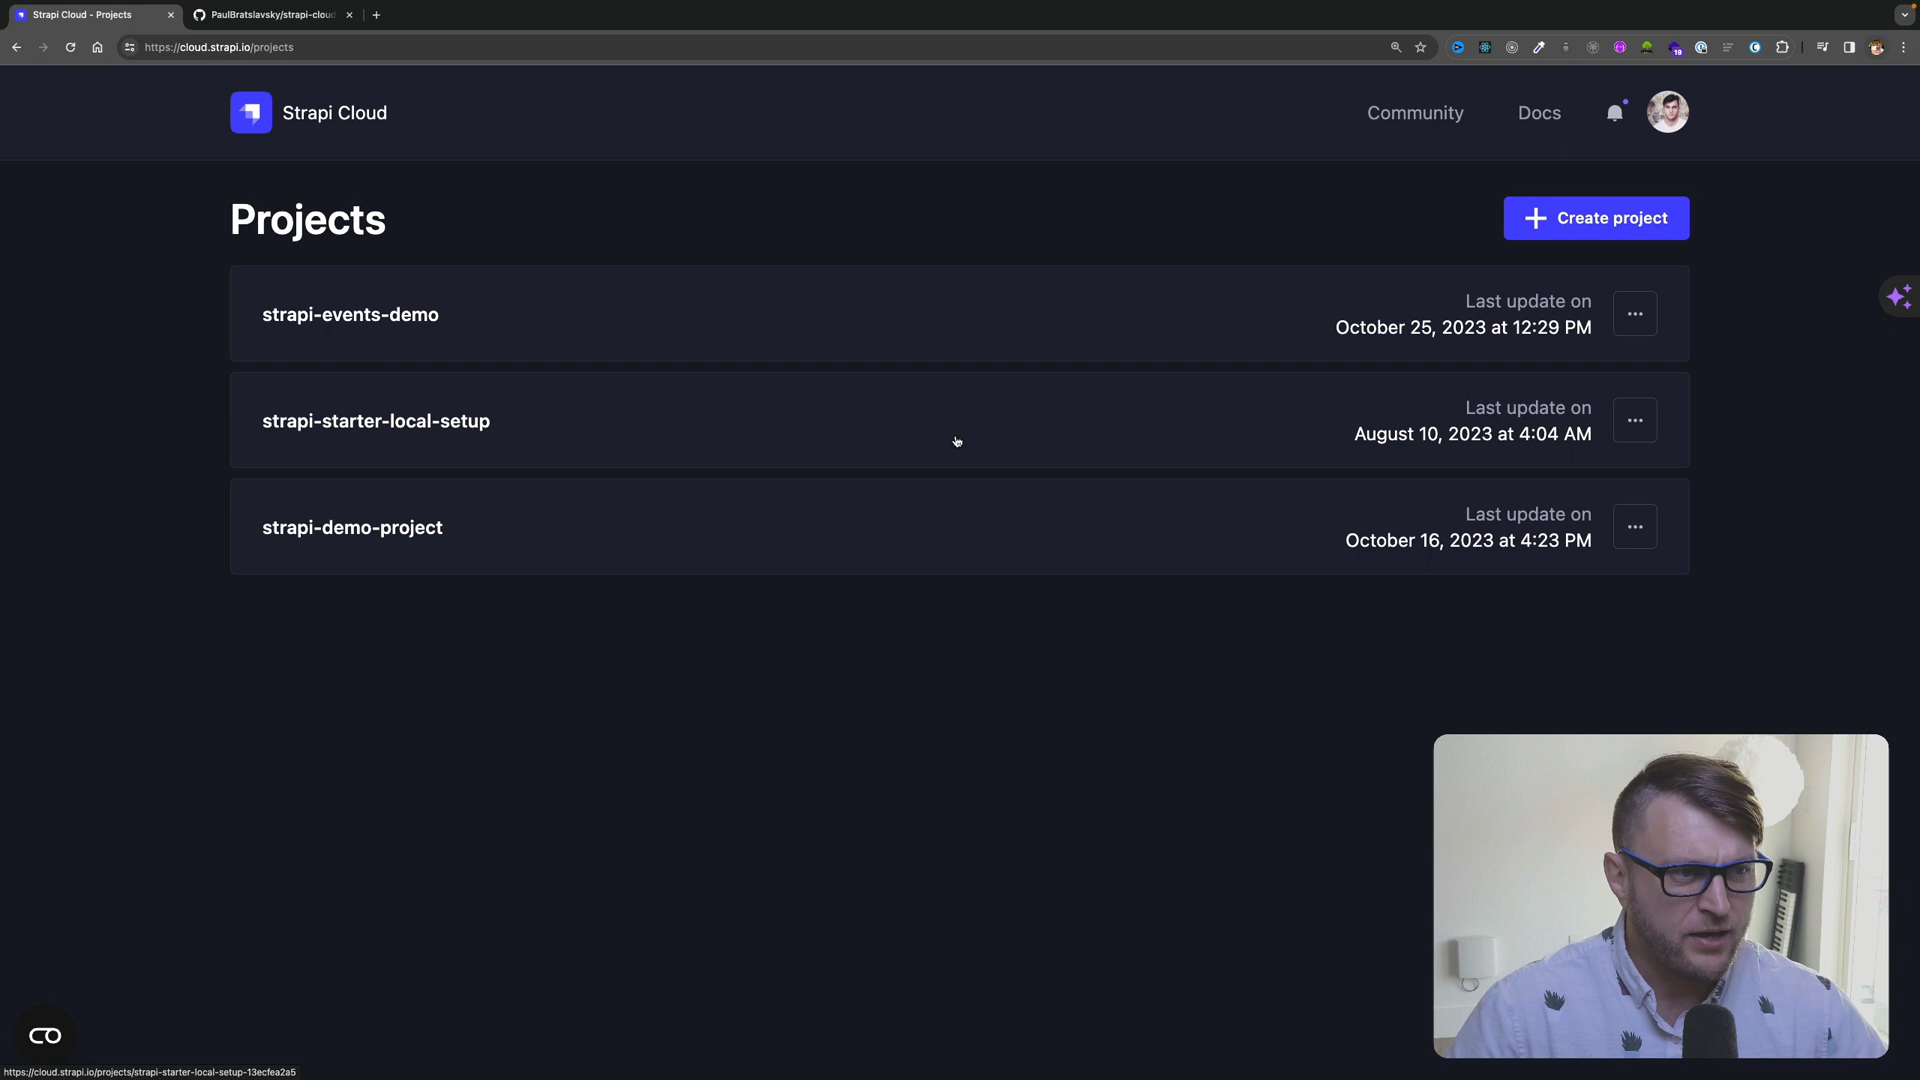 Strapi Cloud - Projects
PaulBratslavsky/strapi-cloud
https://cloud.strapi.io/projects
19
Strapi Cloud
Community
Docs
Projects
Create project
strapi-events-demo
Last update on
October 25, 2023 at 12:29 PM
strapi-starter-local-setup
Last update on
August 10, 2023 at 4:04 AM
strapi-demo-project
Last update on
October 16, 2023 at 4:23 PM
https://cloud.strapi.io/projects/strapi-starter-local-setup-13ecfea2a5